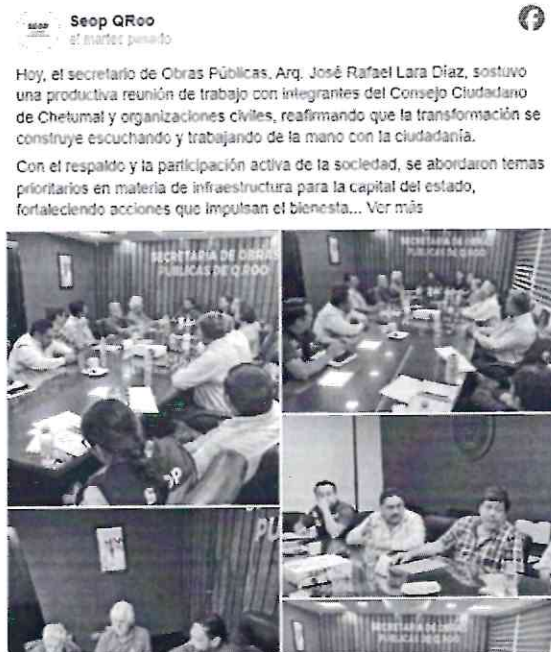 SEOP
Seop QRoo
el martes pasado
Hoy, el secretario de Obras Públicas, Arq. José Rafael Lara Díaz, sostuvo
una productiva reunión de trabajo con integrantes del Consejo Ciudadano
de Chetumal y organizaciones civiles, reafirmando que la transformación se
construye escuchando y trabajando de la mano con la ciudadanía.
Con el respaldo y la participación activa de la sociedad, se abordaron temas
prioritarios en materia de infraestructura para la capital del estado,
fortaleciendo acciones que impulsan el bienesta... Ver más
SECRETARÍA DE OBRAS
PÚBLICAS DE Q.ROO
SECRETARÍA DE OBRAS
PÚBLICAS DE Q.ROO
OP
PÚ
SECRETARÍA DE OBRAS
PÚBLICAS DE Q.ROO